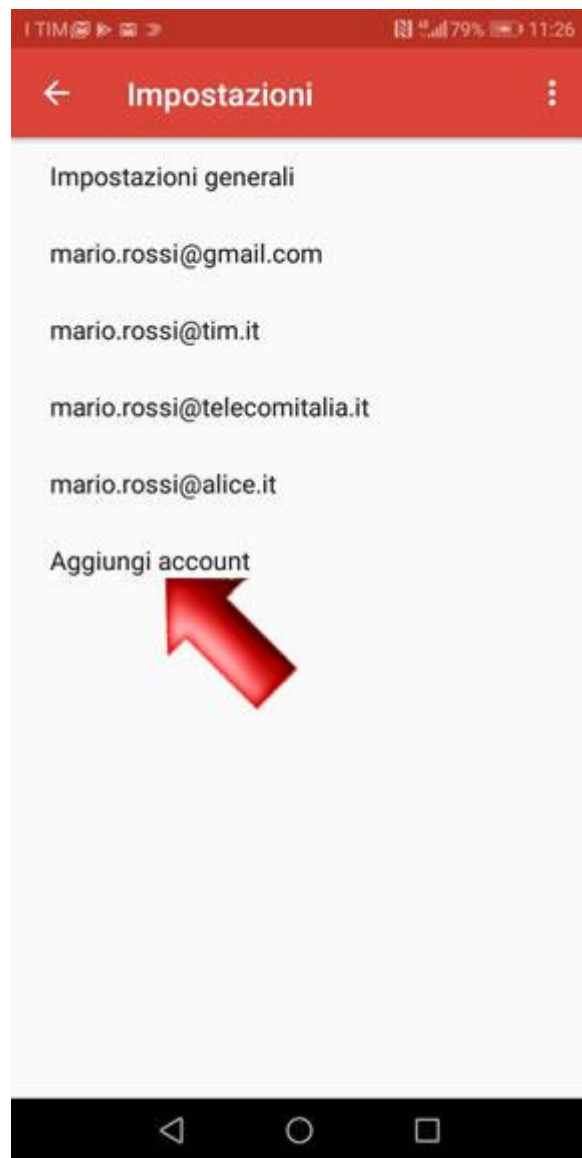 I TIM 79% 11:26
Impostazioni
Impostazioni generali
mario.rossi@gmail.com
mario.rossi@tim.it
mario.rossi@telecomitalia.it
mario.rossi@alice.it
Aggiungi account